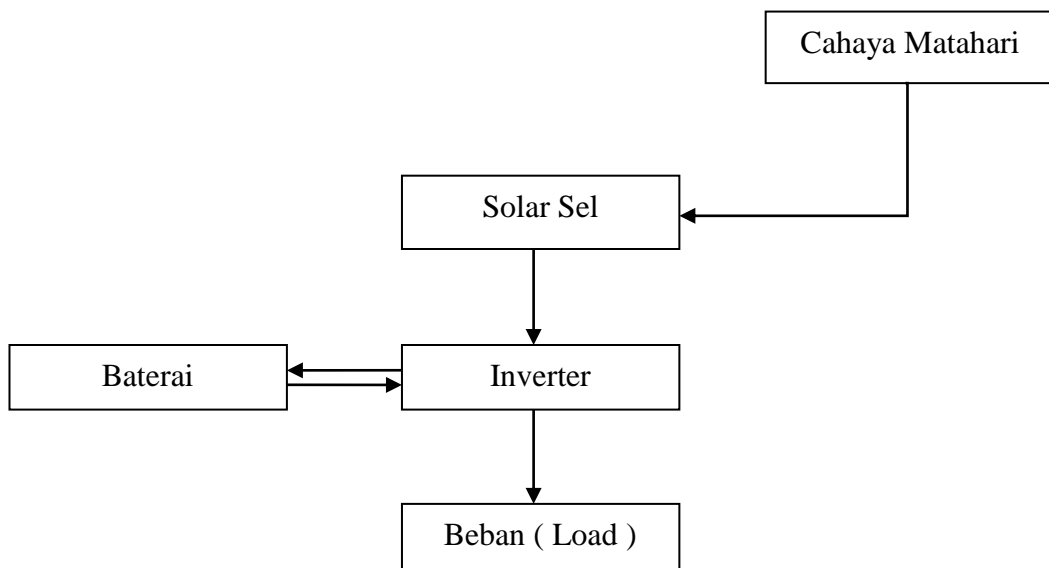 Cahaya Matahari
Solar Sel
Baterai
Inverter
Beban ( Load )